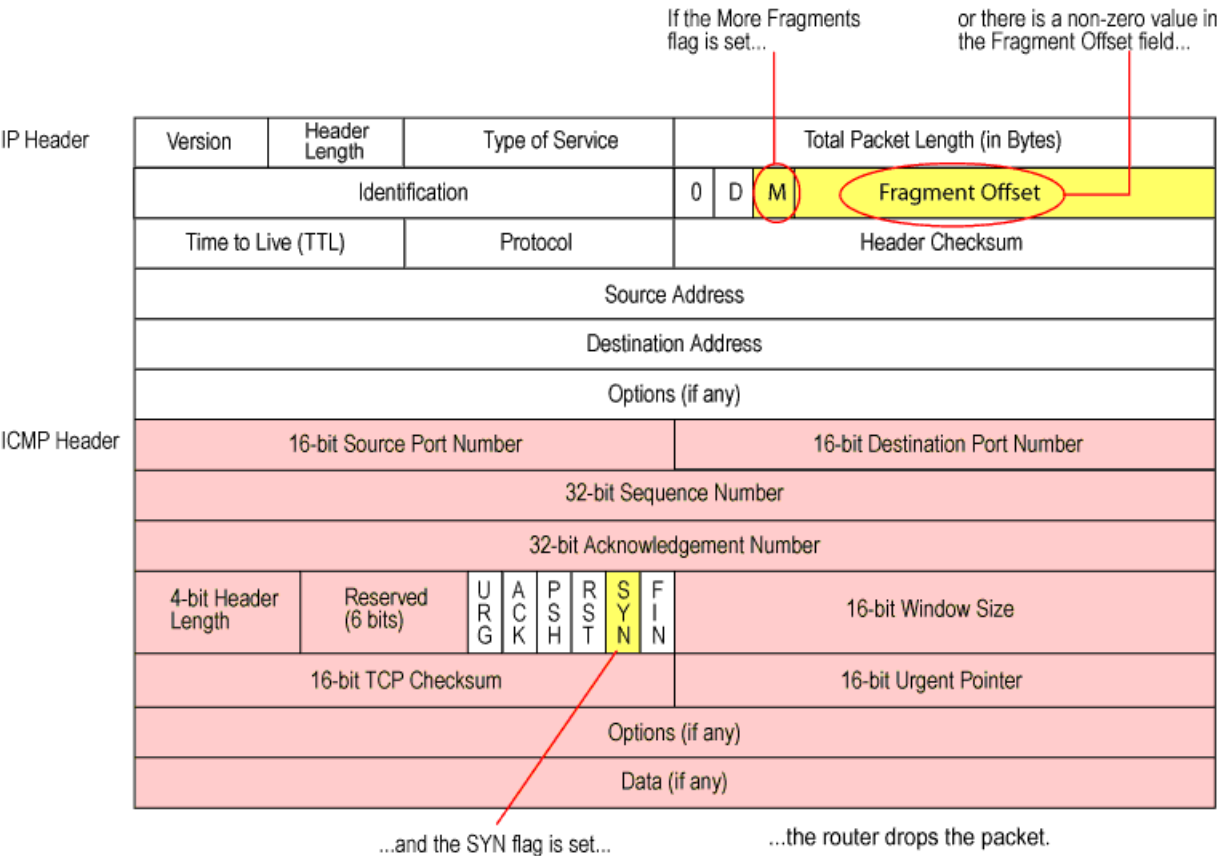 If the More Fragments
flag is set...
or there is a non-zero value in
the Fragment Offset field...
IP Header
Version
Header
Length
Type of Service
Total Packet Length (in Bytes)
Identification
0
D
M
Fragment Offset
Time to Live (TTL)
Protocol
Header Checksum
Source Address
Destination Address
Options (if any)
ICMP Header
16-bit Source Port Number
16-bit Destination Port Number
32-bit Sequence Number
32-bit Acknowledgement Number
4-bit Header
Length
Reserved
(6 bits)
URG
ACK
PSH
RST
SYN
FIN
16-bit Window Size
16-bit TCP Checksum
16-bit Urgent Pointer
Options (if any)
Data (if any)
...and the SYN flag is set...
...the router drops the packet.